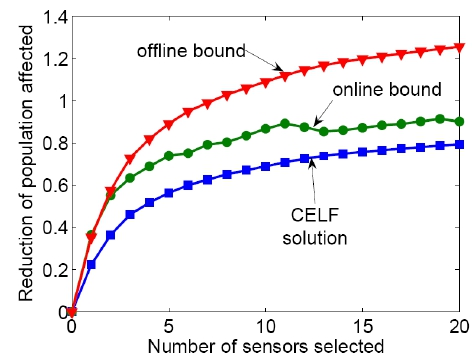 1.4
1.2
1
0.8
0.6
0.4
0.2
0
0
5
10
15
20
Reduction of population affected
Number of sensors selected
offline bound
online bound
CELF
solution